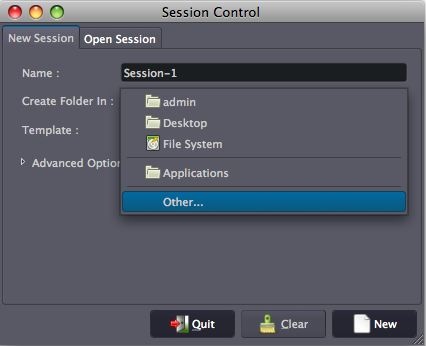 Session Control
New Session Open Session
Name : Session-1
Create Folder In :
admin
Desktop
Template :
File System
Advanced Option
Applications
Other...
Quit Clear New